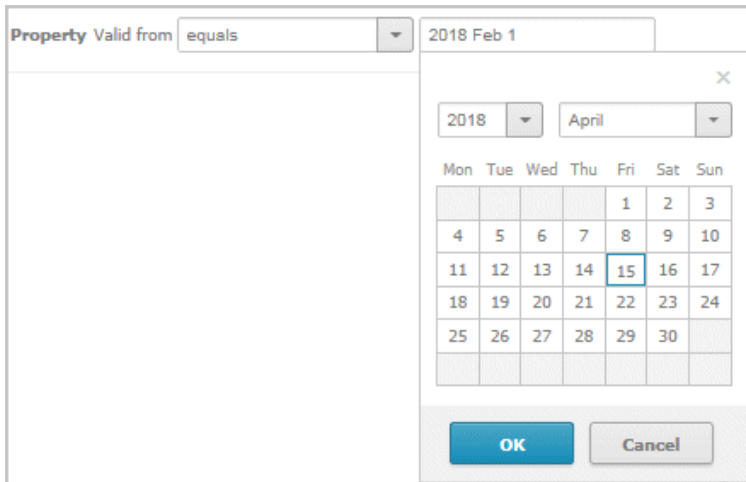 Property Valid from equals 2018 Feb 1
×
2018 April
Mon Tue Wed Thu Fri Sat Sun
1 2 3
4 5 6 7 8 9 10
11 12 13 14 15 16 17
18 19 20 21 22 23 24
25 26 27 28 29 30
OK Cancel